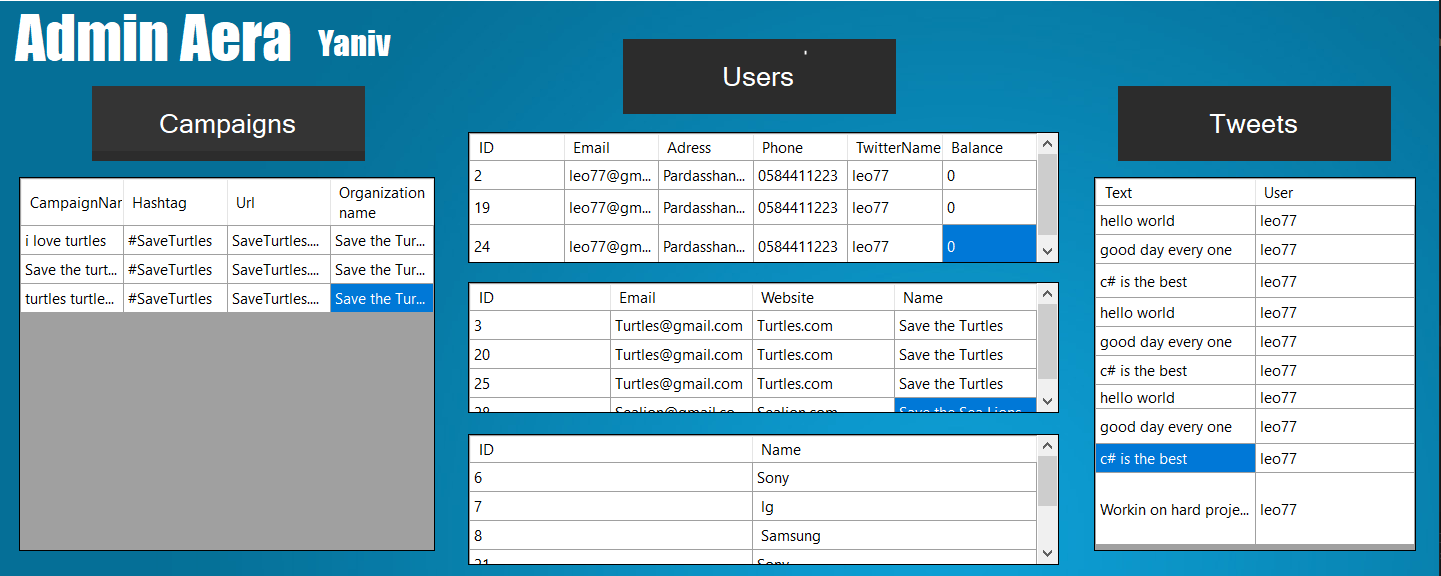 Admin Aera Yaniv
Campaigns
CampaignNar Hashtag Url Organization name
i love turtles #SaveTurtles SaveTurtles.... Save the Tur...
Save the turt... #SaveTurtles SaveTurtles.... Save the Tur...
turtles turtle... #SaveTurtles SaveTurtles.... Save the Tur...
Users
ID Email Adress Phone TwitterName Balance
2 leo77@gm... Pardasshan... 0584411223 leo77 0
19 leo77@gm... Pardasshan... 0584411223 leo77 0
24 leo77@gm... Pardasshan... 0584411223 leo77 0
ID Email Website Name
3 Turtles@gmail.com Turtles.com Save the Turtles
20 Turtles@gmail.com Turtles.com Save the Turtles
25 Turtles@gmail.com Turtles.com Save the Turtles
28 Sealion@gmail.co... Sealion.com Save the Sea Lions
ID Name
6 Sony
7 lg
8 Samsung
21 Sony
Tweets
Text User
hello world leo77
good day every one leo77
c# is the best leo77
hello world leo77
good day every one leo77
c# is the best leo77
hello world leo77
good day every one leo77
c# is the best leo77
Workin on hard proje... leo77